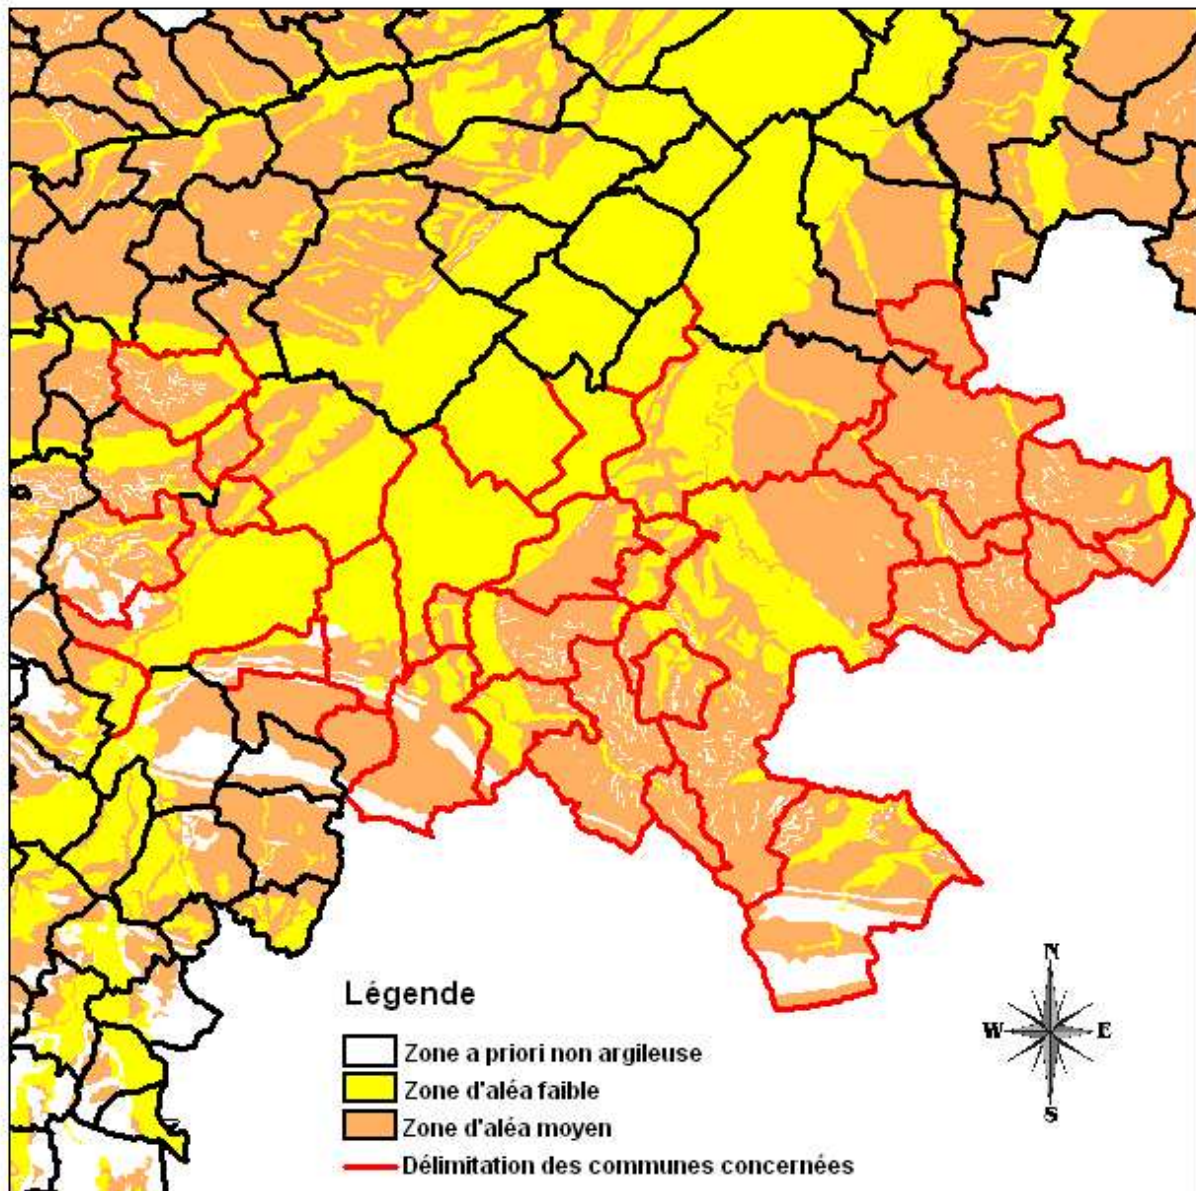 Légende
Zone a priori non argileuse
Zone d'aléa faible
Zone d'aléa moyen
Délimitation des communes concernées
N
W E
S